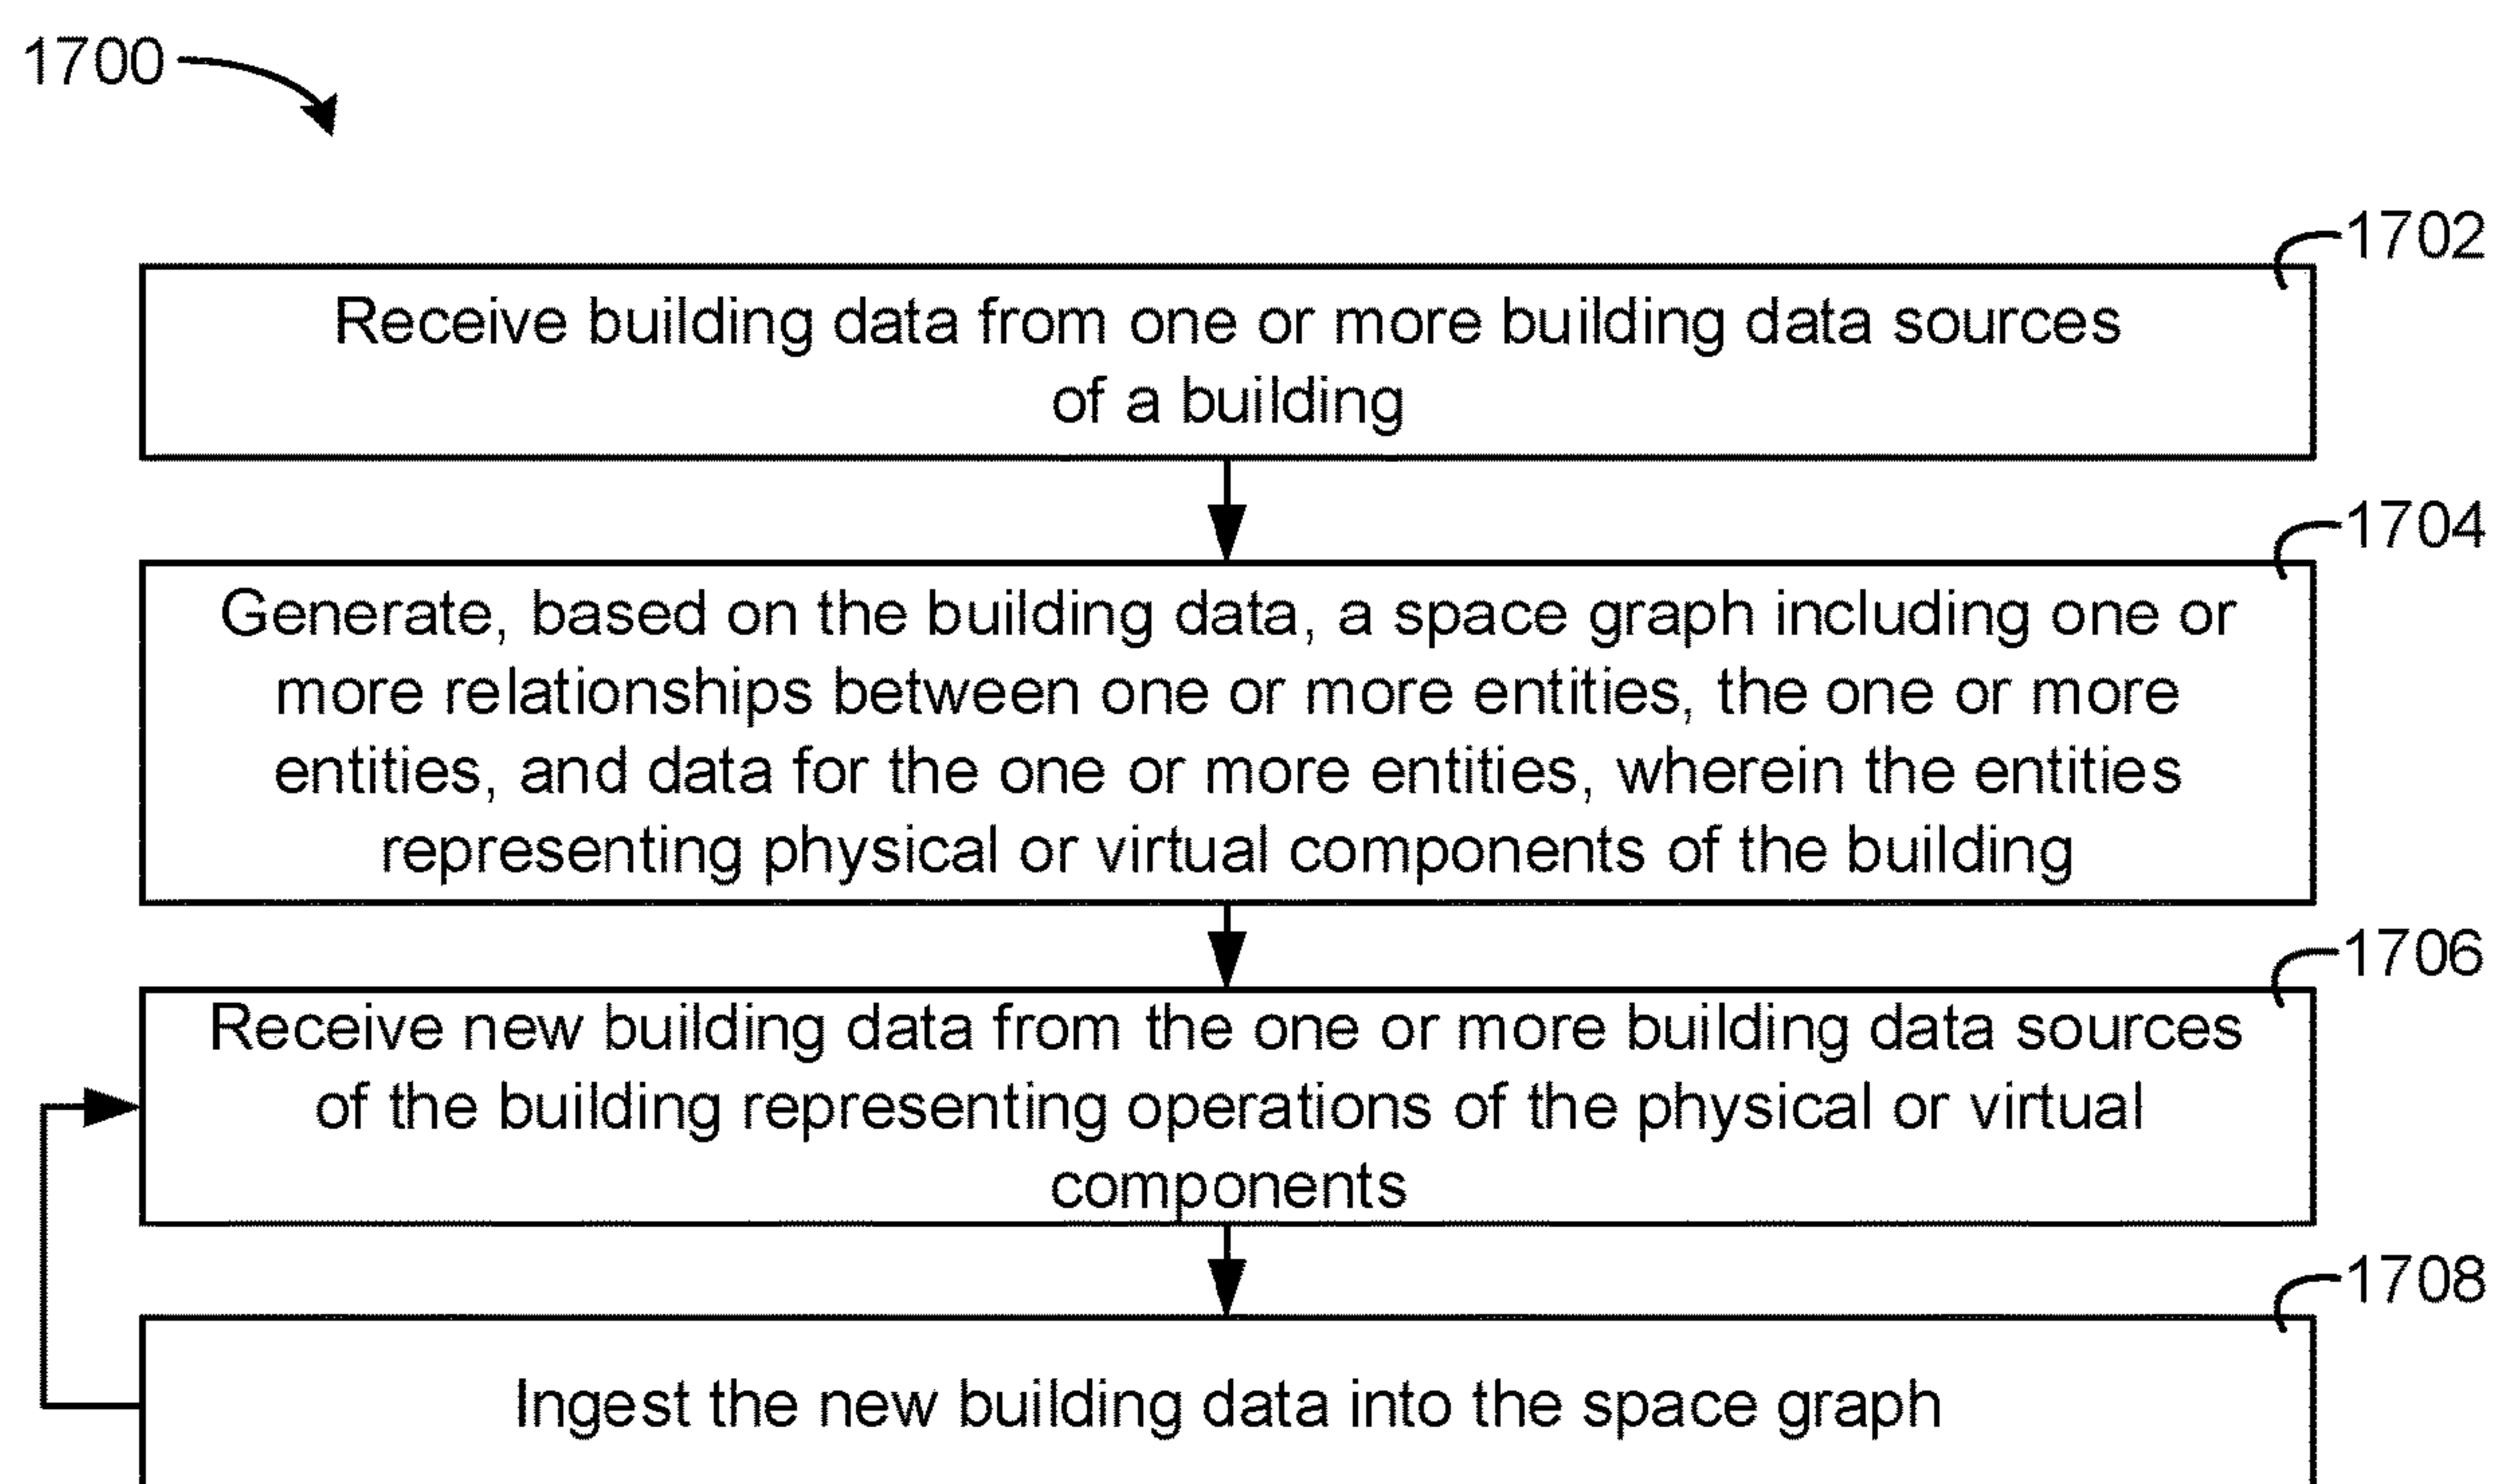 1700
1702
Receive building data from one or more building data sources
of a building
1704
Generate, based on the building data, a space graph including one or
more relationships between one or more entities, the one or more
entities, and data for the one or more entities, wherein the entities
representing physical or virtual components of the building
1706
Receive new building data from the one or more building data sources
of the building representing operations of the physical or virtual
components
1708
Ingest the new building data into the space graph